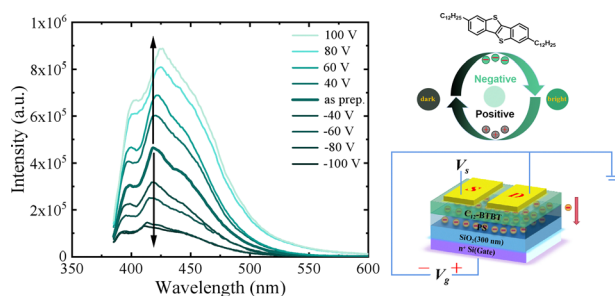 1x10⁶
8x10⁵
6x10⁵
4x10⁵
2x10⁵
0
Intensity (a.u.)
350 400 450 500 550 600
Wavelength (nm)
100 V
80 V
60 V
40 V
as prep.
-40 V
-60 V
-80 V
-100 V
C₁₂H₂₅
S
S
C₁₂H₂₅
Negative
dark
bright
Positive
Vs
S
D
C₁₂-BTBT
PS
SiO₂(300 nm)
n⁺ Si(Gate)
− +
Vg